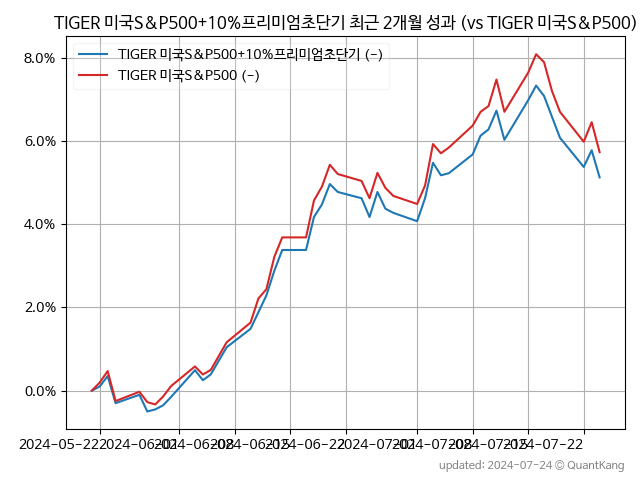 TIGER 미국S&P500+10%프리미엄초단기 최근 2개월 성과 (vs TIGER 미국S&P500)
TIGER 미국S&P500+10%프리미엄초단기 (-)
TIGER 미국S&P500 (-)
8.0%
6.0%
4.0%
2.0%
0.0%
2024-05-22 2024-06-01 2024-06-08 2024-06-15 2024-06-22 2024-07-01 2024-07-08 2024-07-15 2024-07-22
updated: 2024-07-24 © QuantKang